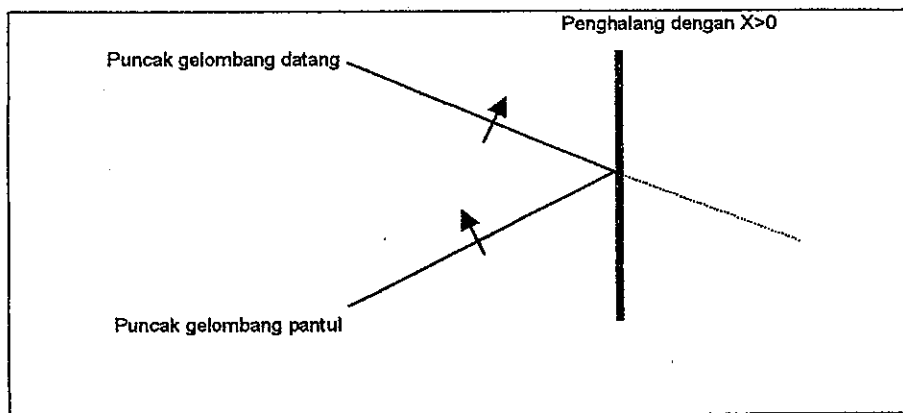 Penghalang dengan X>0
Puncak gelombang datang
Puncak gelombang pantul